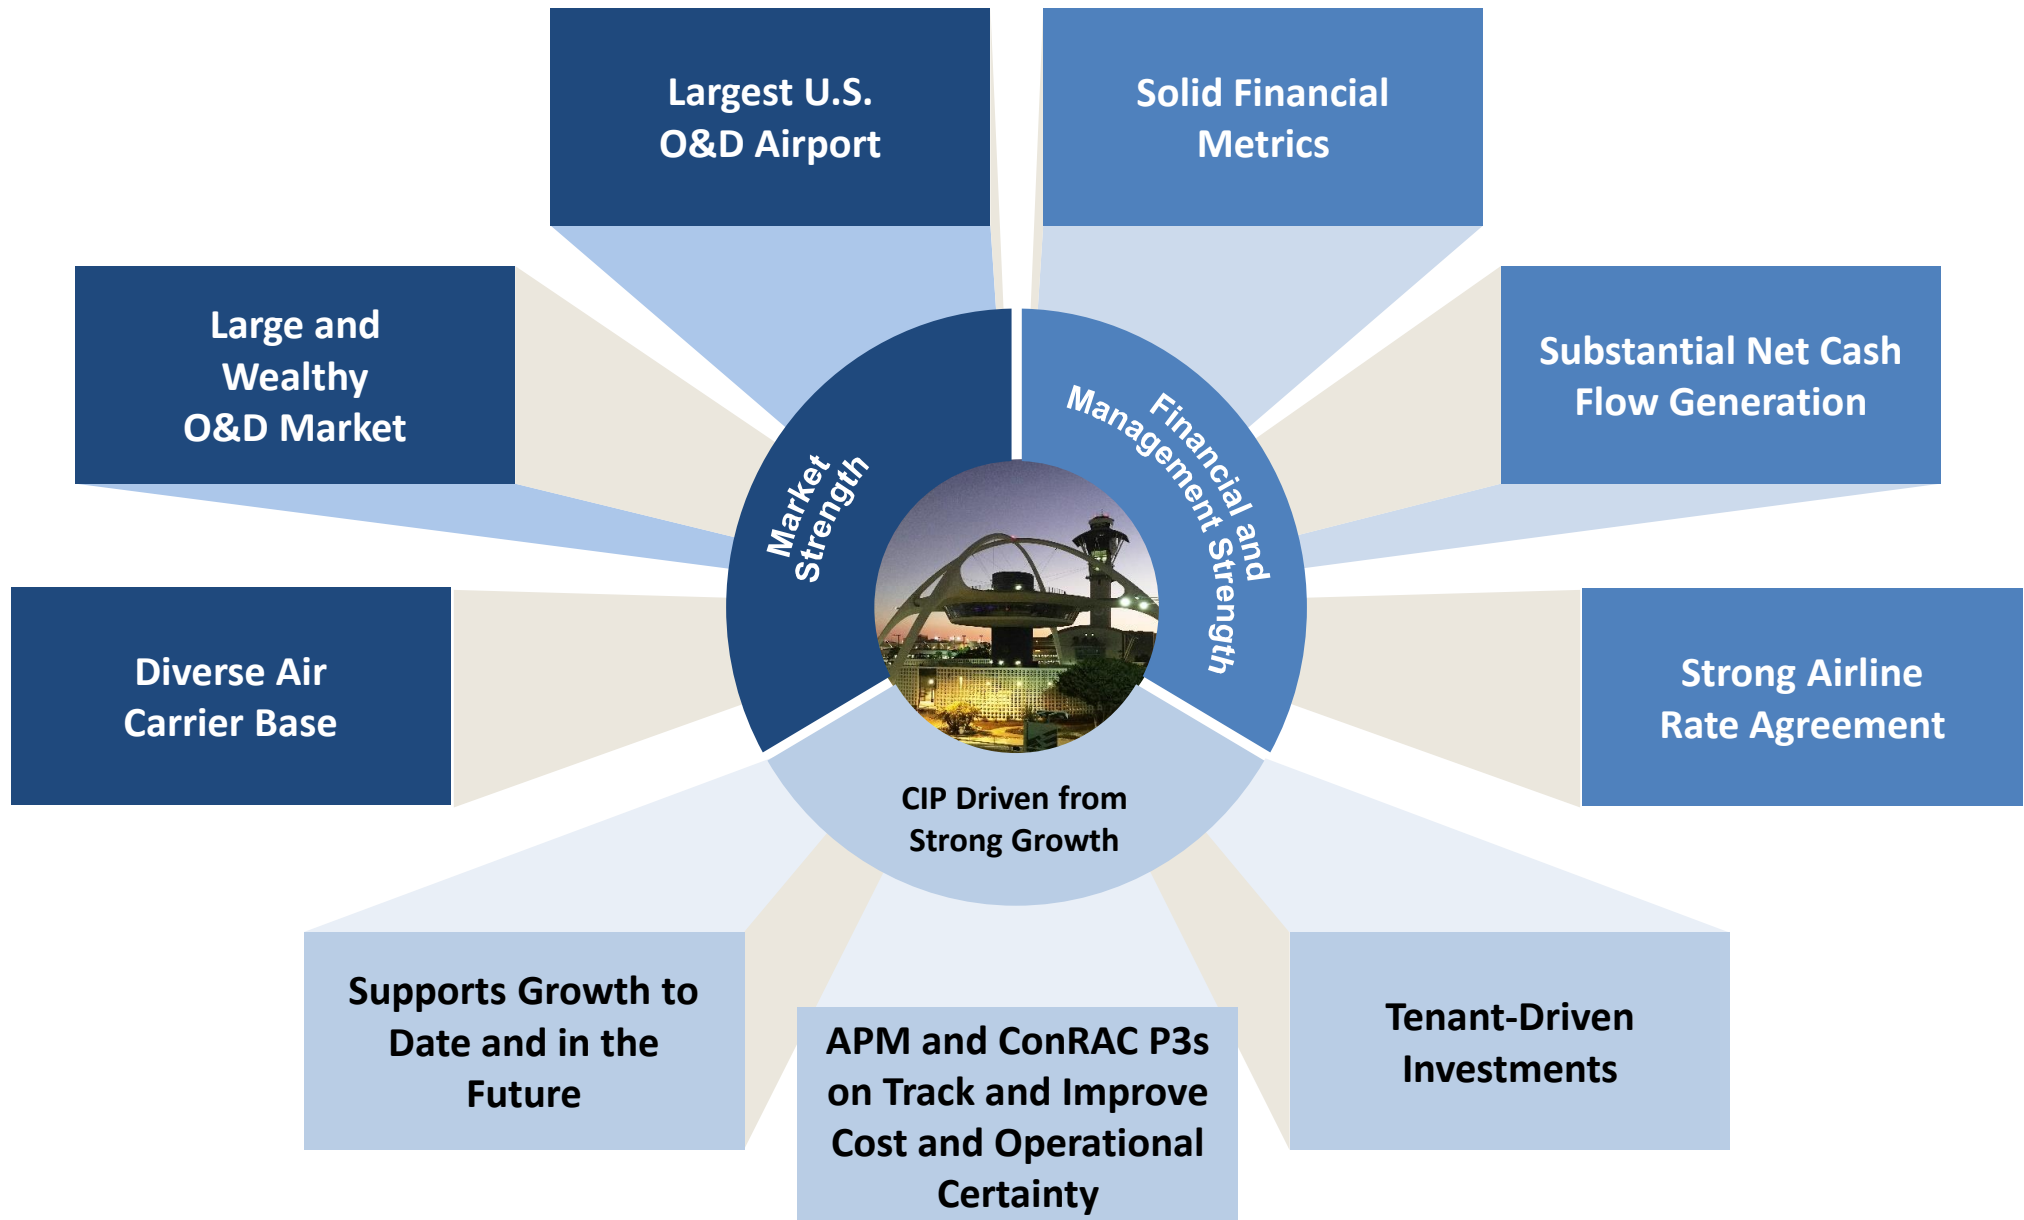 Largest U.S.
O&D Airport
Solid Financial
Metrics
Large and
Wealthy
O&D Market
Substantial Net Cash
Flow Generation
Market
Strength
Financial and
Management Strength
Diverse Air
Carrier Base
Strong Airline
Rate Agreement
CIP Driven from
Strong Growth
Supports Growth to
Date and in the
Future
APM and ConRAC P3s
on Track and Improve
Cost and Operational
Certainty
Tenant-Driven
Investments